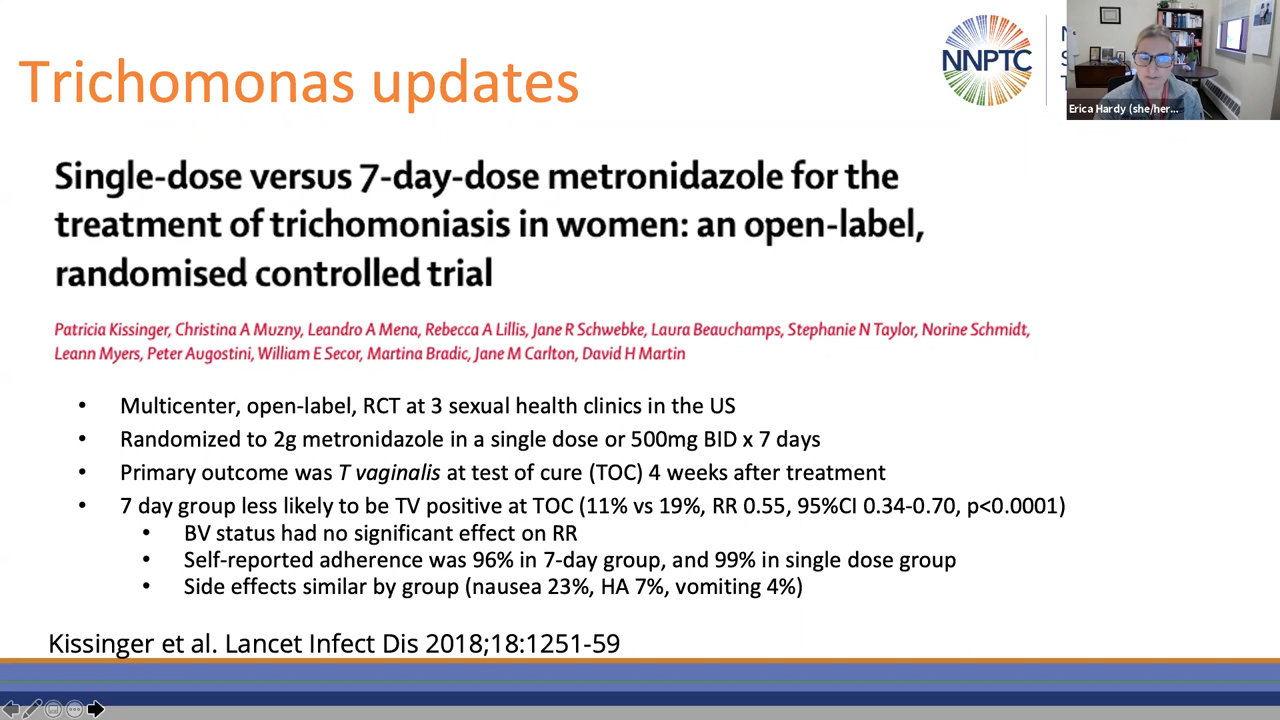 Trichomonas updates
NNPTC
N
S
T
Erica Hardy (she/her...
Single-dose versus 7-day-dose metronidazole for the
treatment of trichomoniasis in women: an open-label,
randomised controlled trial
Patricia Kissinger, Christina A Muzny, Leandro A Mena, Rebecca A Lillis, Jane R Schwebke, Laura Beauchamps, Stephanie N Taylor, Norine Schmidt,
Leann Myers, Peter Augostini, William E Secor, Martina Bradic, Jane M Carlton, David H Martin
• Multicenter, open-label, RCT at 3 sexual health clinics in the US
• Randomized to 2g metronidazole in a single dose or 500mg BID x 7 days
• Primary outcome was T vaginalis at test of cure (TOC) 4 weeks after treatment
• 7 day group less likely to be TV positive at TOC (11% vs 19%, RR 0.55, 95%CI 0.34-0.70, p<0.0001)
• BV status had no significant effect on RR
• Self-reported adherence was 96% in 7-day group, and 99% in single dose group
• Side effects similar by group (nausea 23%, HA 7%, vomiting 4%)
Kissinger et al. Lancet Infect Dis 2018;18:1251-59